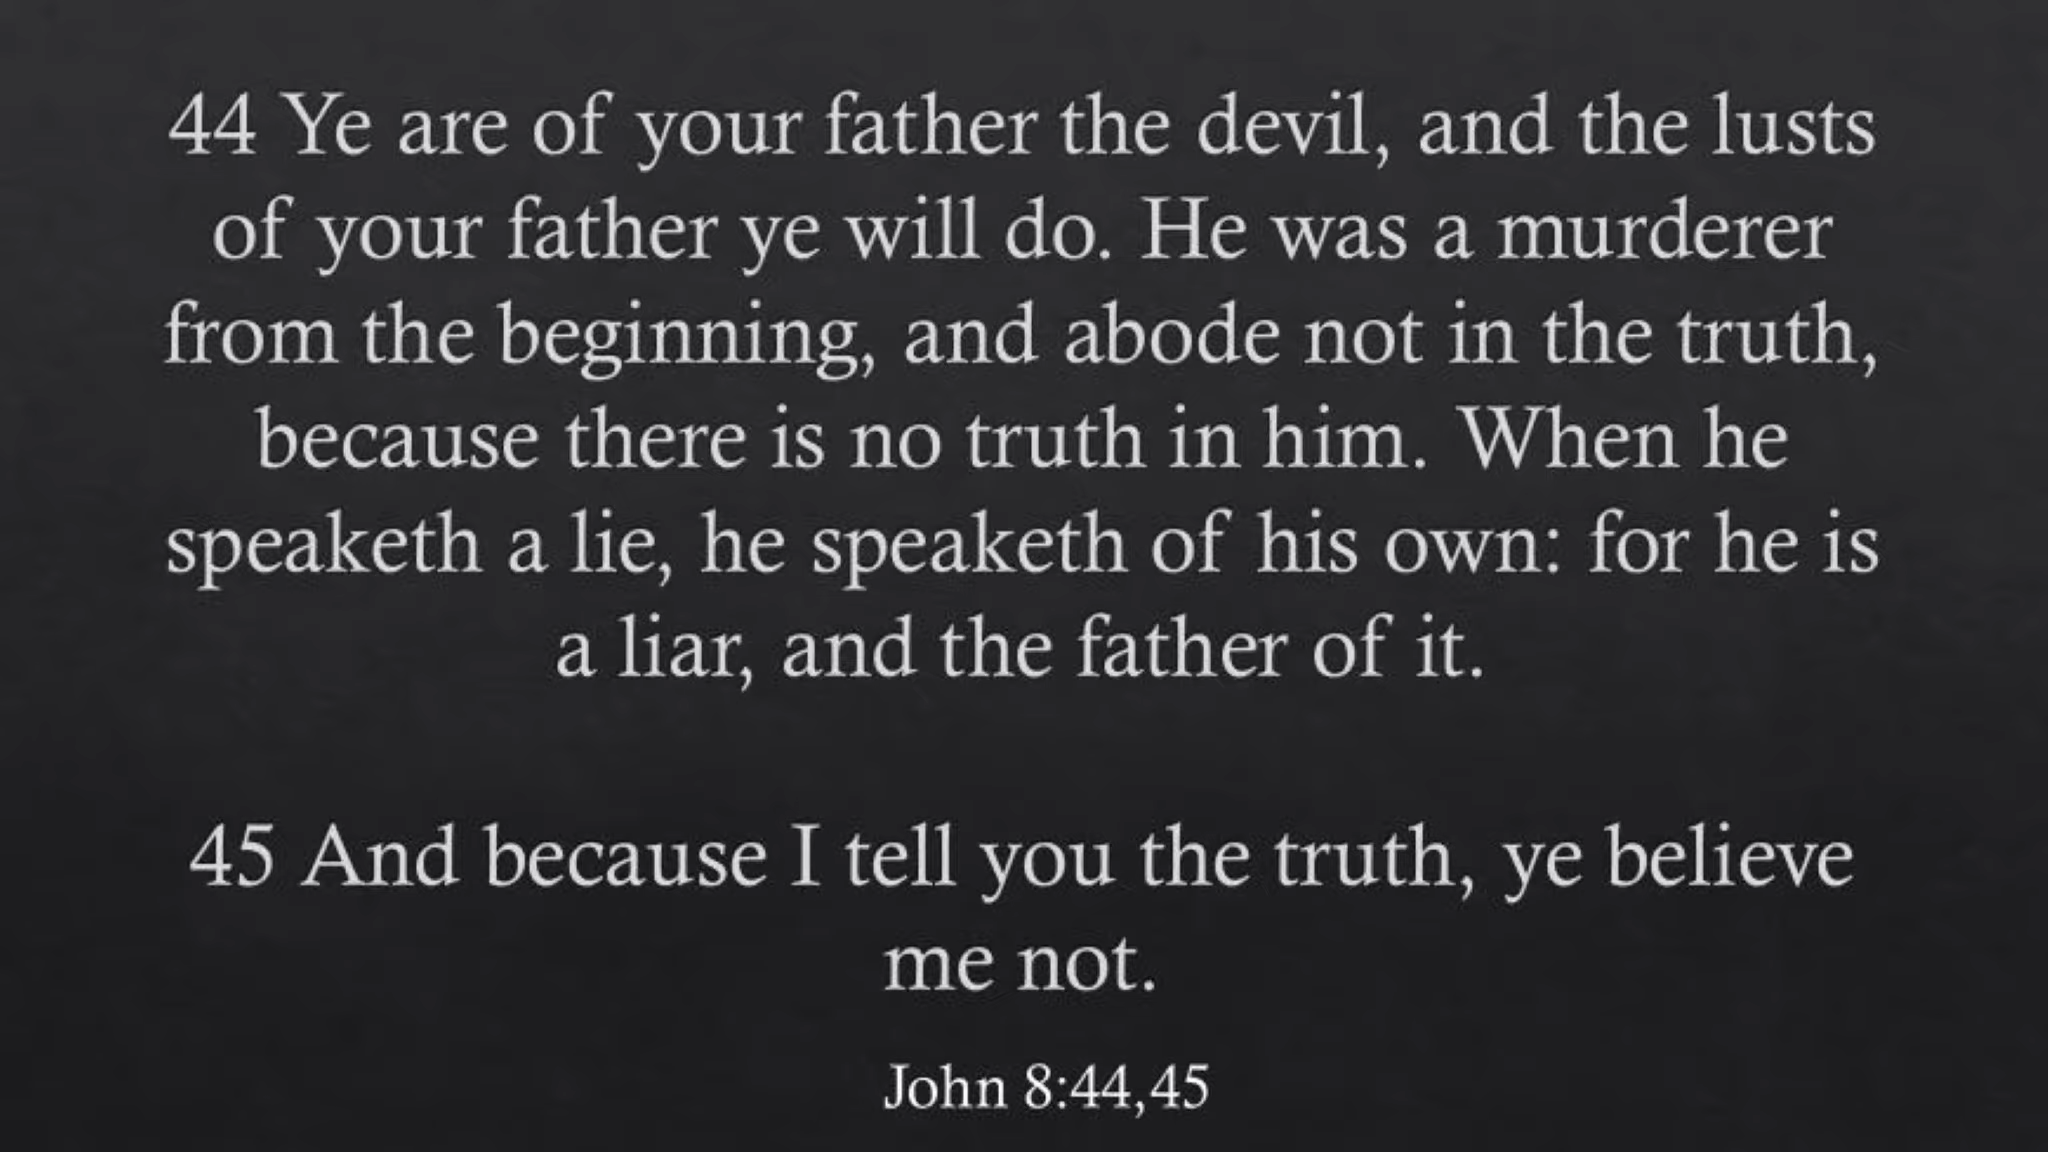 44 Ye are of your father the devil, and the lusts
of your father ye will do. He was a murderer
from the beginning, and abode not in the truth,
because there is no truth in him. When he
speaketh a lie, he speaketh of his own: for he is
a liar, and the father of it.
45 And because I tell you the truth, ye believe
me not.
John 8:44,45